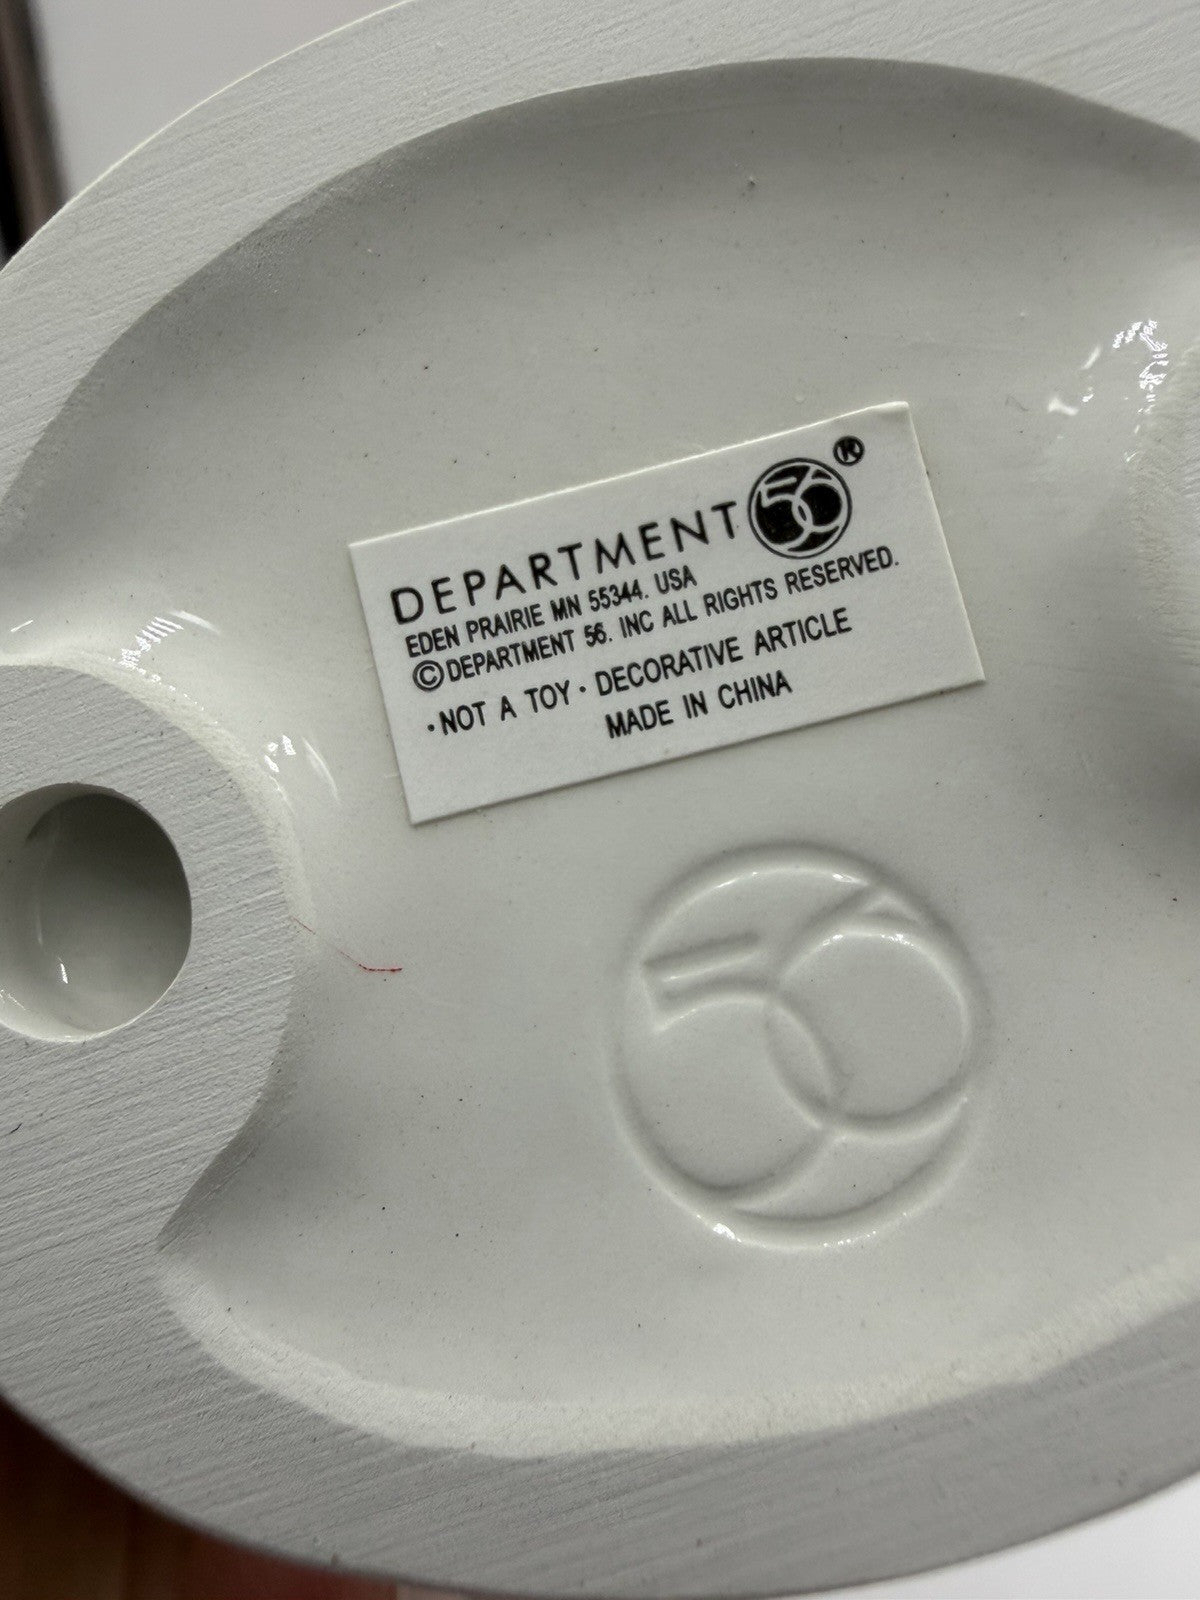 DEPARTMENT 56®
EDEN PRAIRIE MN 55344. USA
©DEPARTMENT 56. INC ALL RIGHTS RESERVED.
·NOT A TOY · DECORATIVE ARTICLE
MADE IN CHINA
56